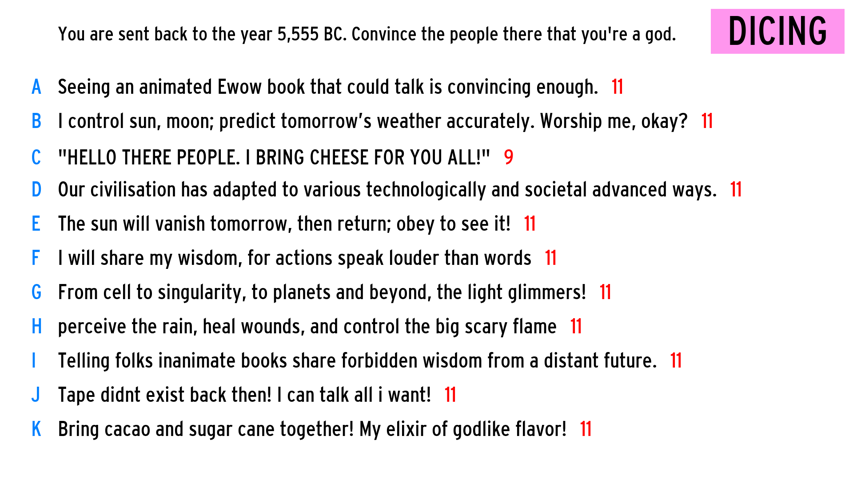 You are sent back to the year 5,555 BC. Convince the people there that you're a god.
DICING
A Seeing an animated Ewow book that could talk is convincing enough. 11
B I control sun, moon; predict tomorrow’s weather accurately. Worship me, okay? 11
C "HELLO THERE PEOPLE. I BRING CHEESE FOR YOU ALL!" 9
D Our civilisation has adapted to various technologically and societal advanced ways. 11
E The sun will vanish tomorrow, then return; obey to see it! 11
F I will share my wisdom, for actions speak louder than words 11
G From cell to singularity, to planets and beyond, the light glimmers! 11
H perceive the rain, heal wounds, and control the big scary flame 11
I Telling folks inanimate books share forbidden wisdom from a distant future. 11
J Tape didnt exist back then! I can talk all i want! 11
K Bring cacao and sugar cane together! My elixir of godlike flavor! 11